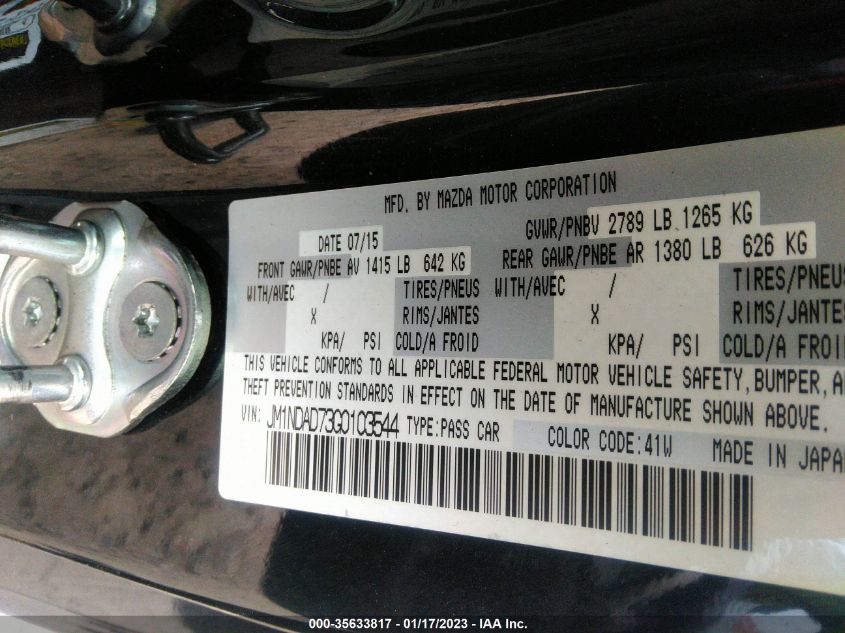 MFD. BY MAZDA MOTOR CORPORATION
DATE 07/15
GVWR/PNBV 2789 LB 1265 KG
FRONT GAWR/PNBE AV 1415 LB 642 KG
REAR GAWR/PNBE AR 1380 LB 626 KG
WITH/AVEC / TIRES/PNEUS WITH/AVEC / TIRES/PNEUS
X RIMS/JANTES X RIMS/JANTES
KPA/ PSI COLD/A FROID KPA/ PSI COLD/A FROID
THIS VEHICLE CONFORMS TO ALL APPLICABLE FEDERAL MOTOR VEHICLE SAFETY, BUMPER,
THEFT PREVENTION STANDARDS IN EFFECT ON THE DATE OF MANUFACTURE SHOWN ABOVE.
VIN: JM1NDAD73G0103544 TYPE:PASS CAR COLOR CODE:41W MADE IN JAPAN
000-35633817 - 01/17/2023 - IAA Inc.